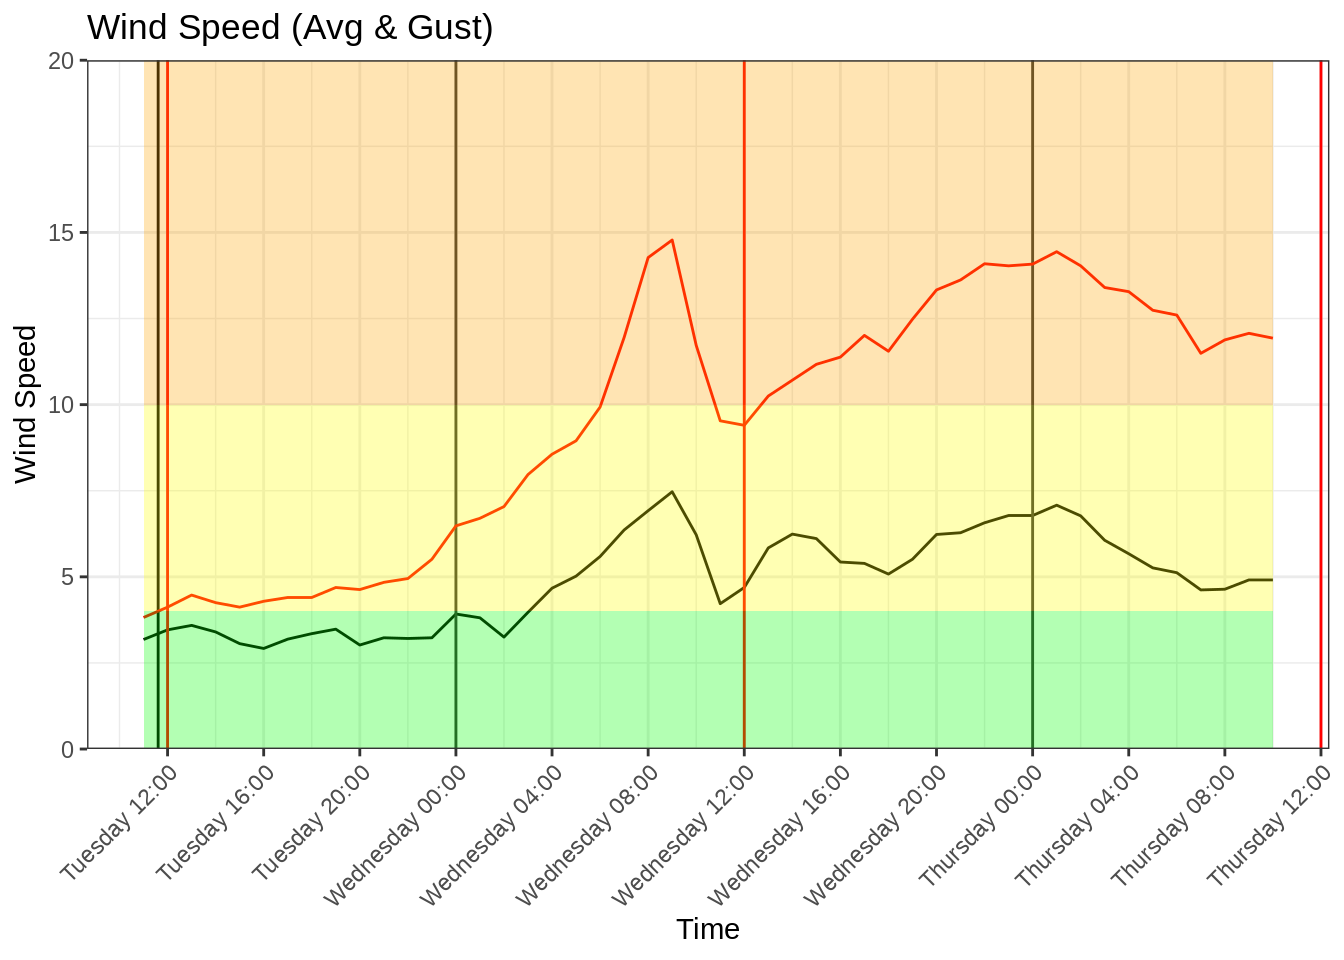 Wind Speed (Avg & Gust)
20
15
10
5
0
Wind Speed
Tuesday 12:00
Tuesday 16:00
Tuesday 20:00
Wednesday 00:00
Wednesday 04:00
Wednesday 08:00
Wednesday 12:00
Wednesday 16:00
Wednesday 20:00
Thursday 00:00
Thursday 04:00
Thursday 08:00
Thursday 12:00
Time